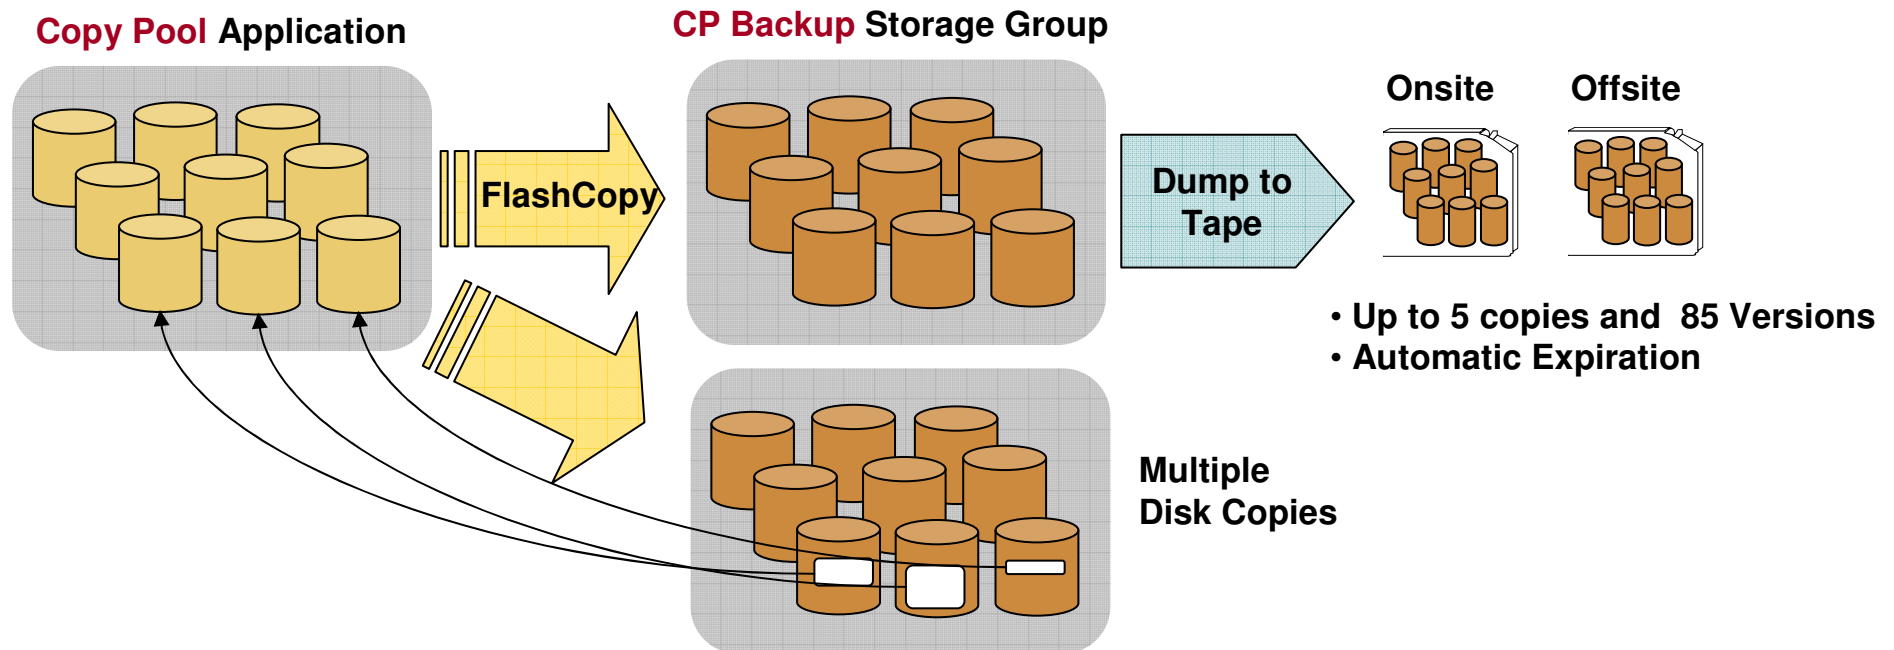 Copy Pool Application
CP Backup Storage Group
FlashCopy
Dump to
Tape
Onsite
Offsite
• Up to 5 copies and  85 Versions
• Automatic Expiration
Multiple
Disk Copies